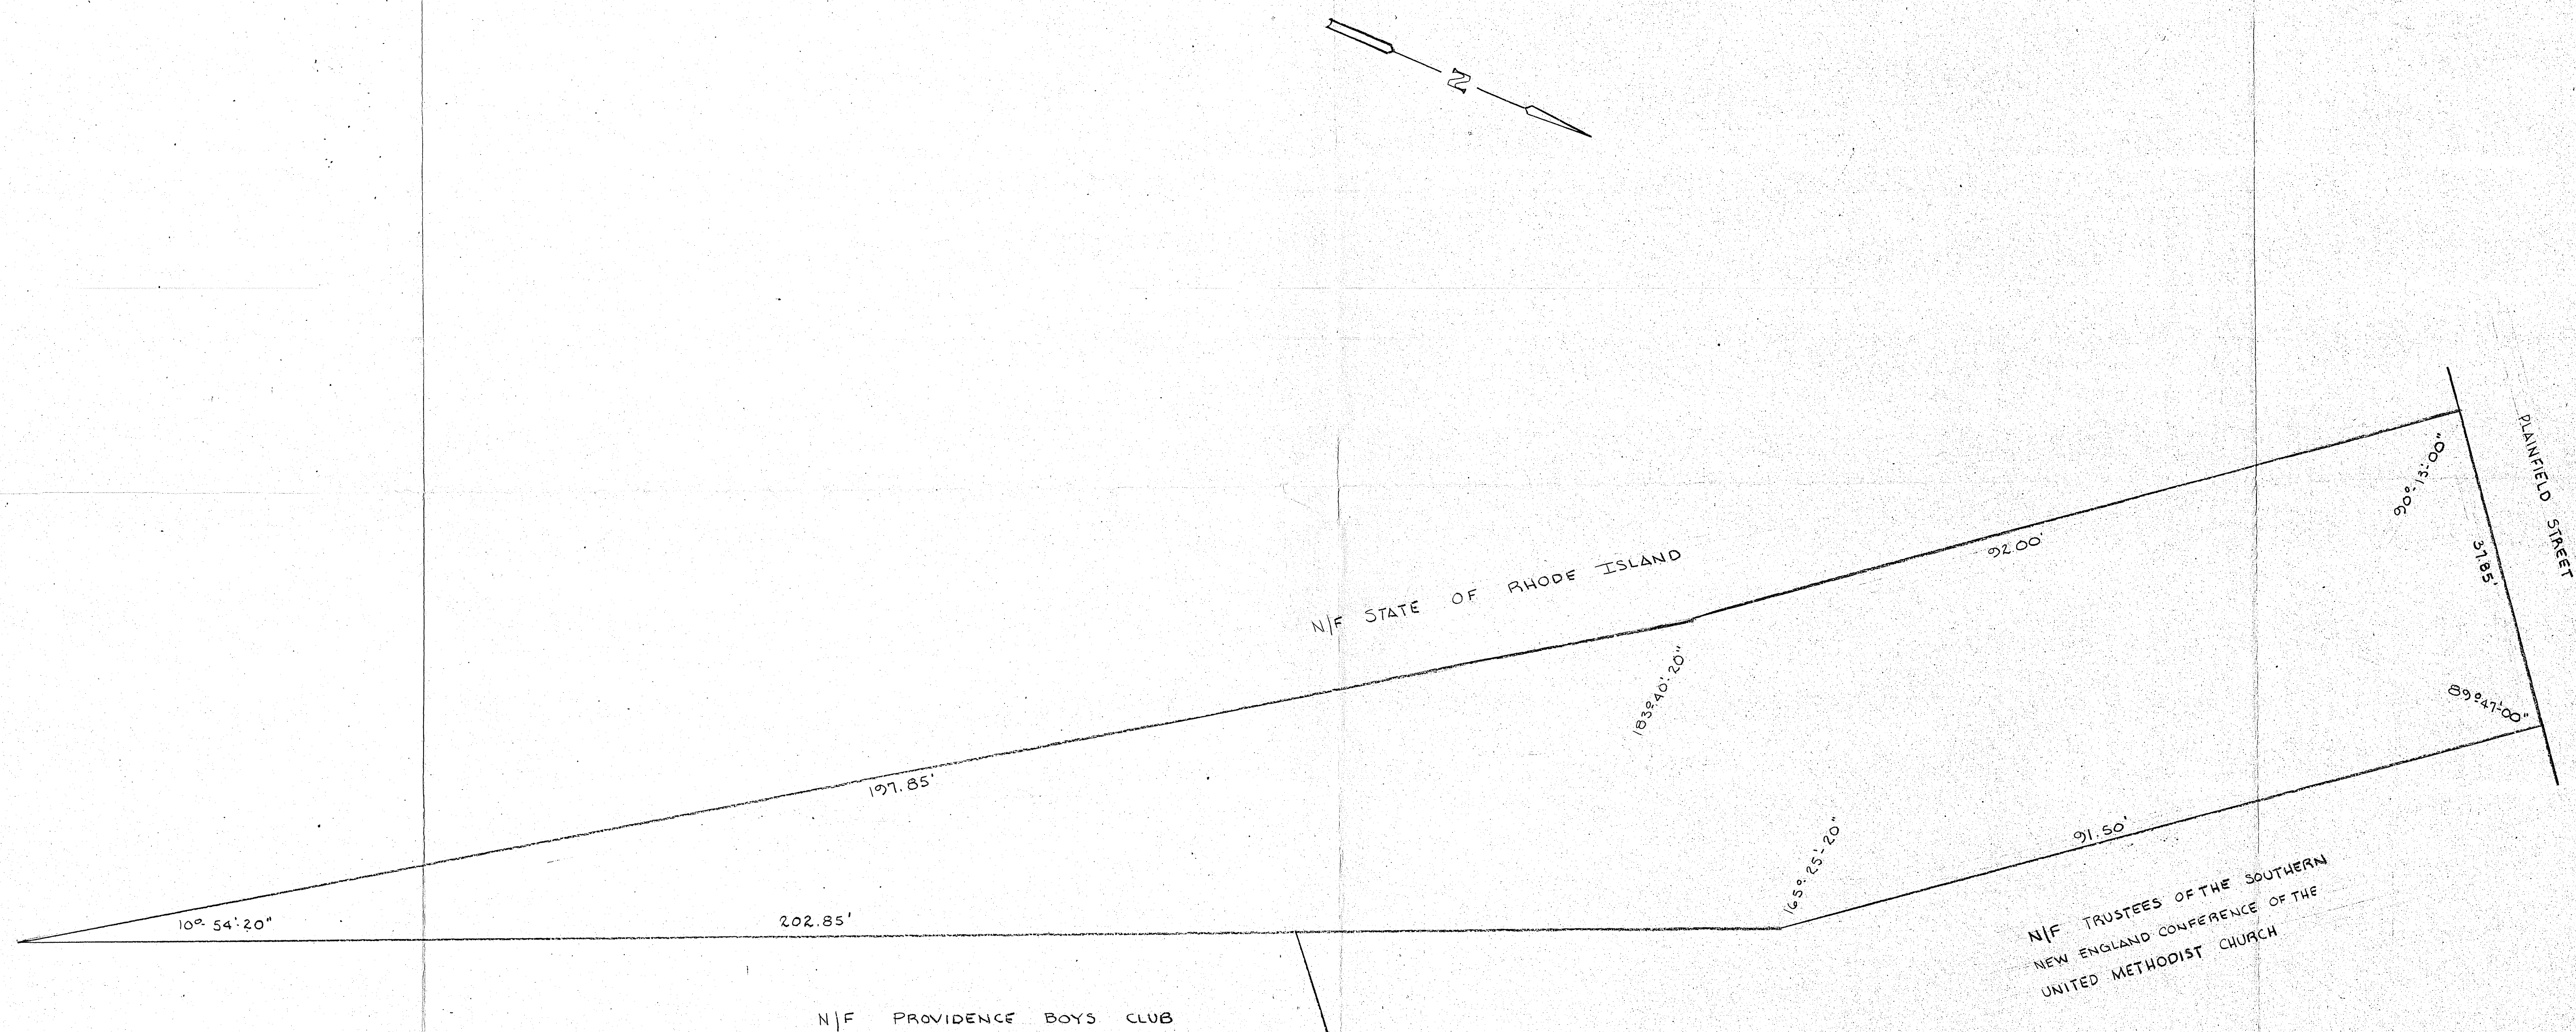 N
PLAINFIELD STREET
90°-13'-00"
37.85'
92.00'
N/F STATE OF RHODE ISLAND
183°-40'-20"
89°-47'-00"
197.85'
91.50'
165°-25'-20"
10°-54'-20"
202.85'
N/F TRUSTEES OF THE SOUTHERN
NEW ENGLAND CONFERENCE OF THE
UNITED METHODIST CHURCH
N/F PROVIDENCE BOYS CLUB